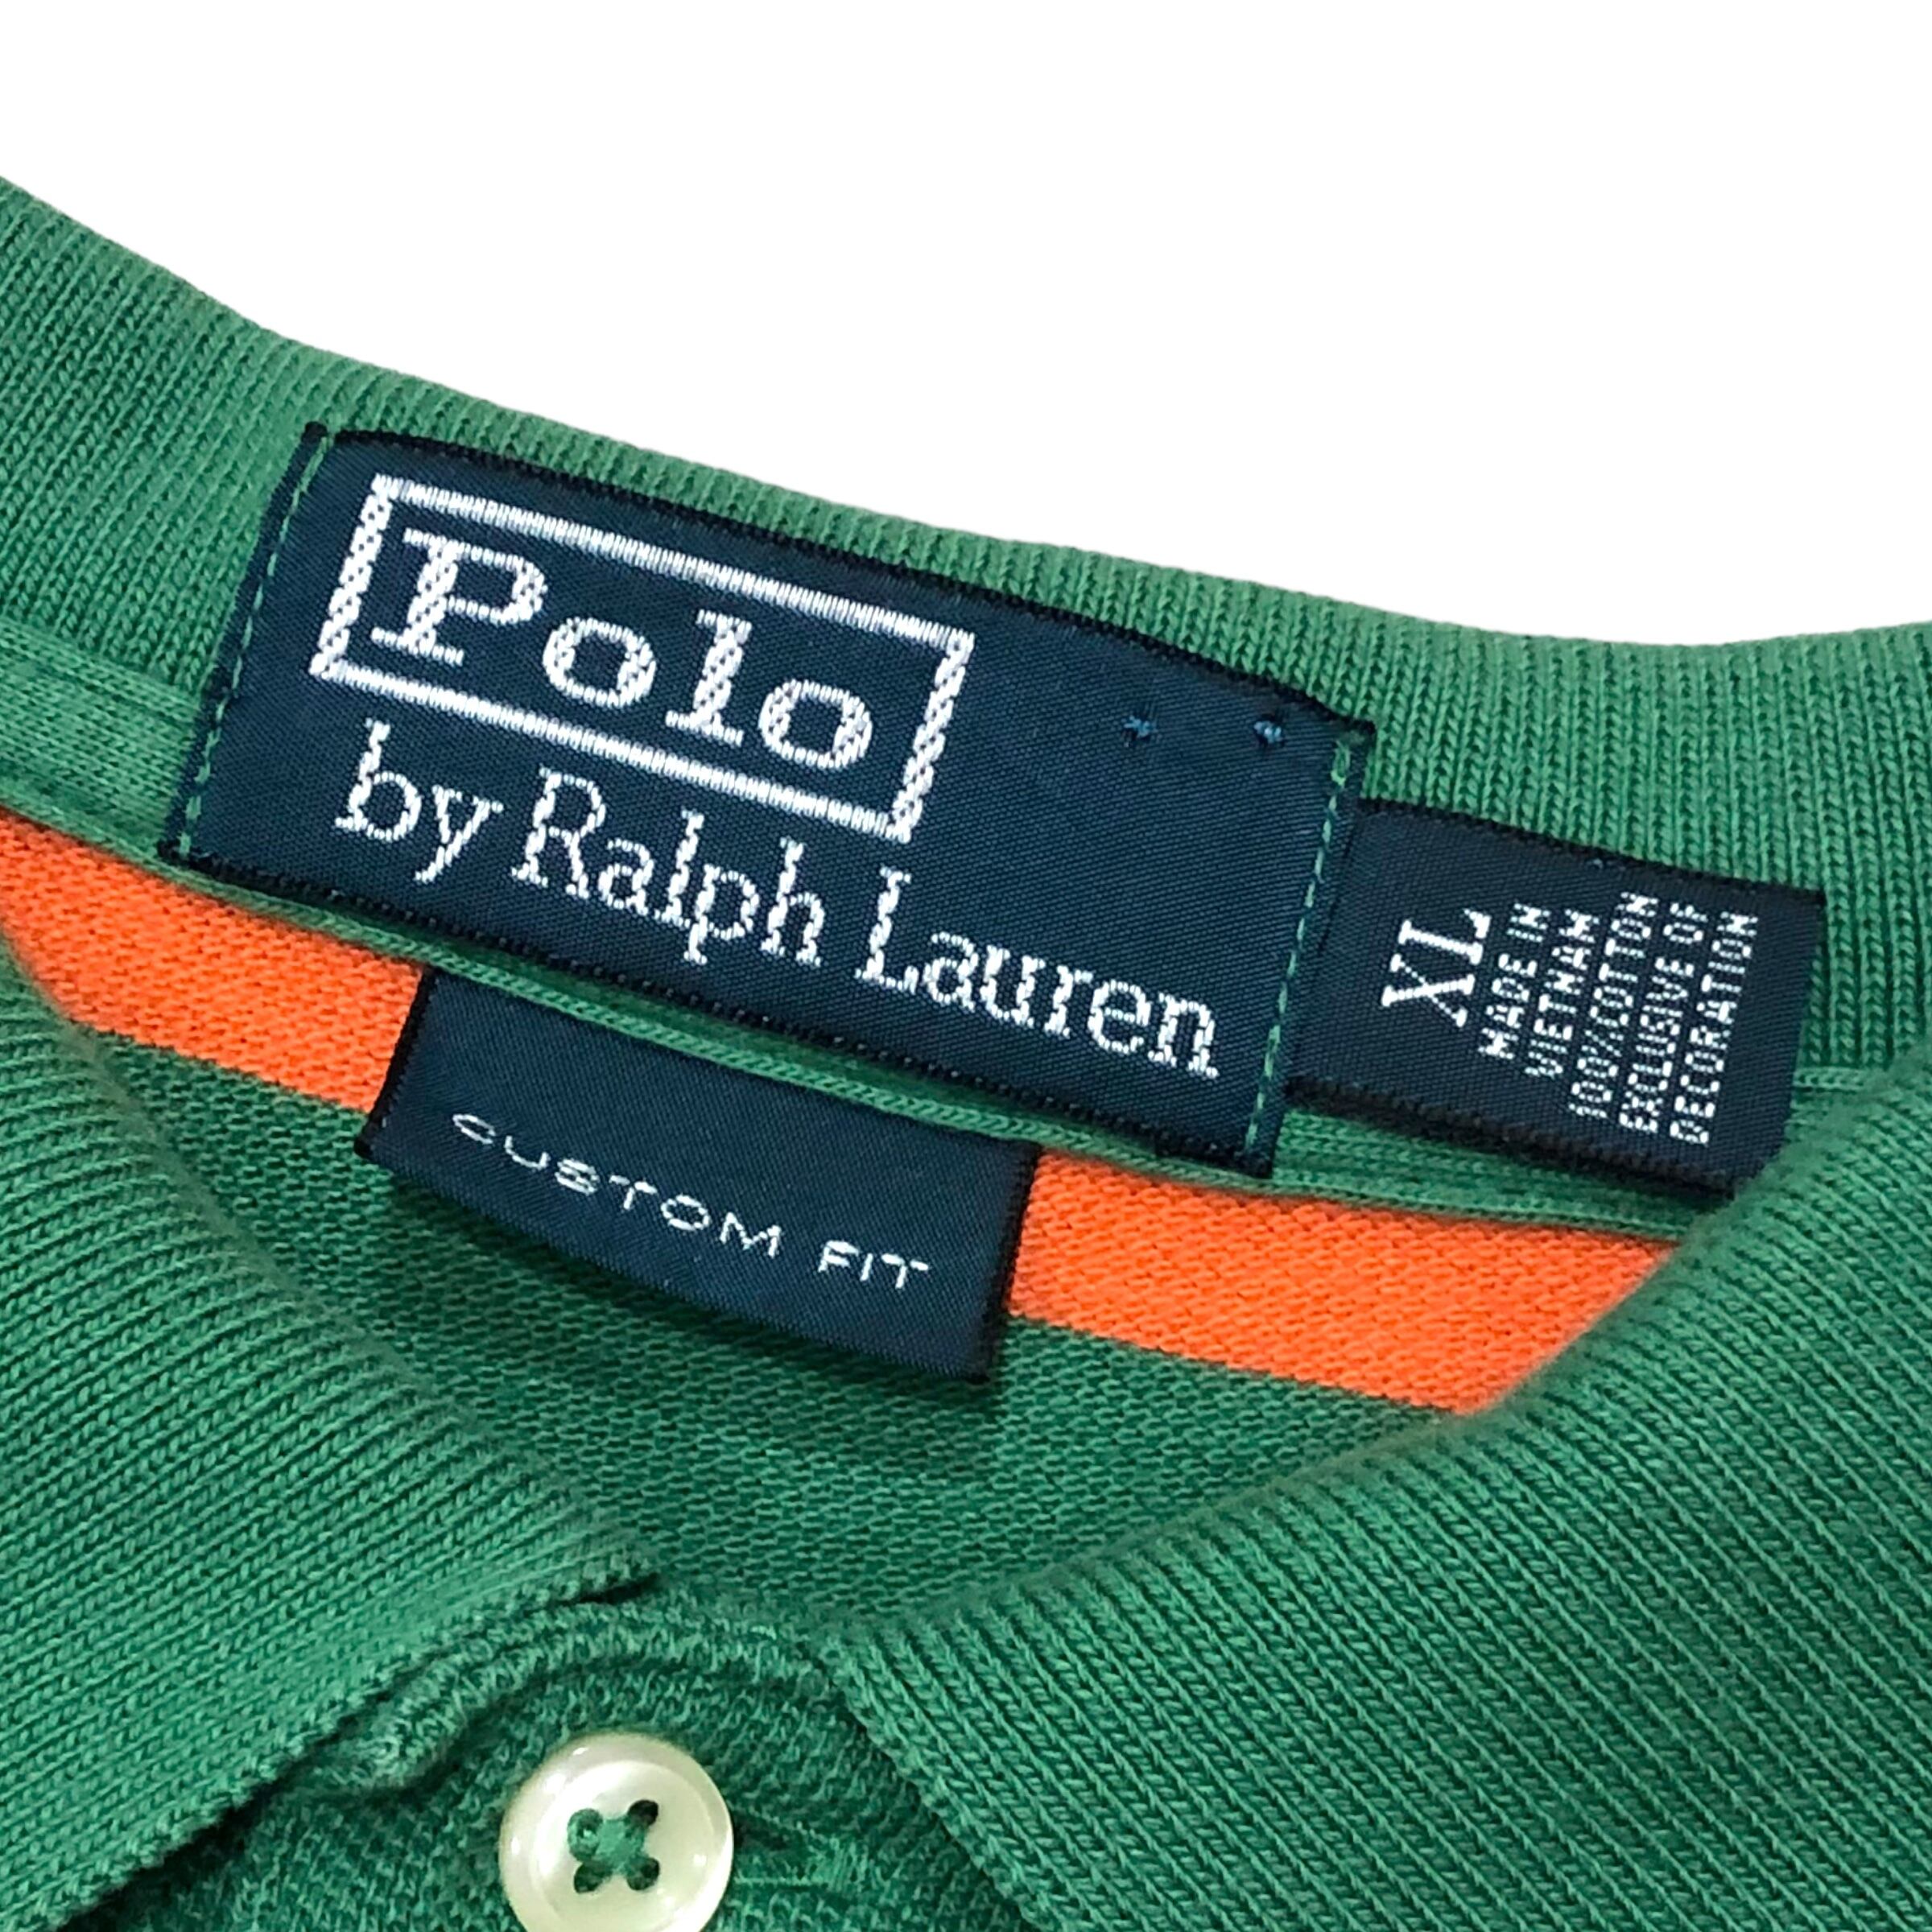 Polo
by Ralph Lauren
XL
MADE IN
VIETNAM
100%COTTON
EXCLUSIVE OF
DECORATION
CUSTOM FIT